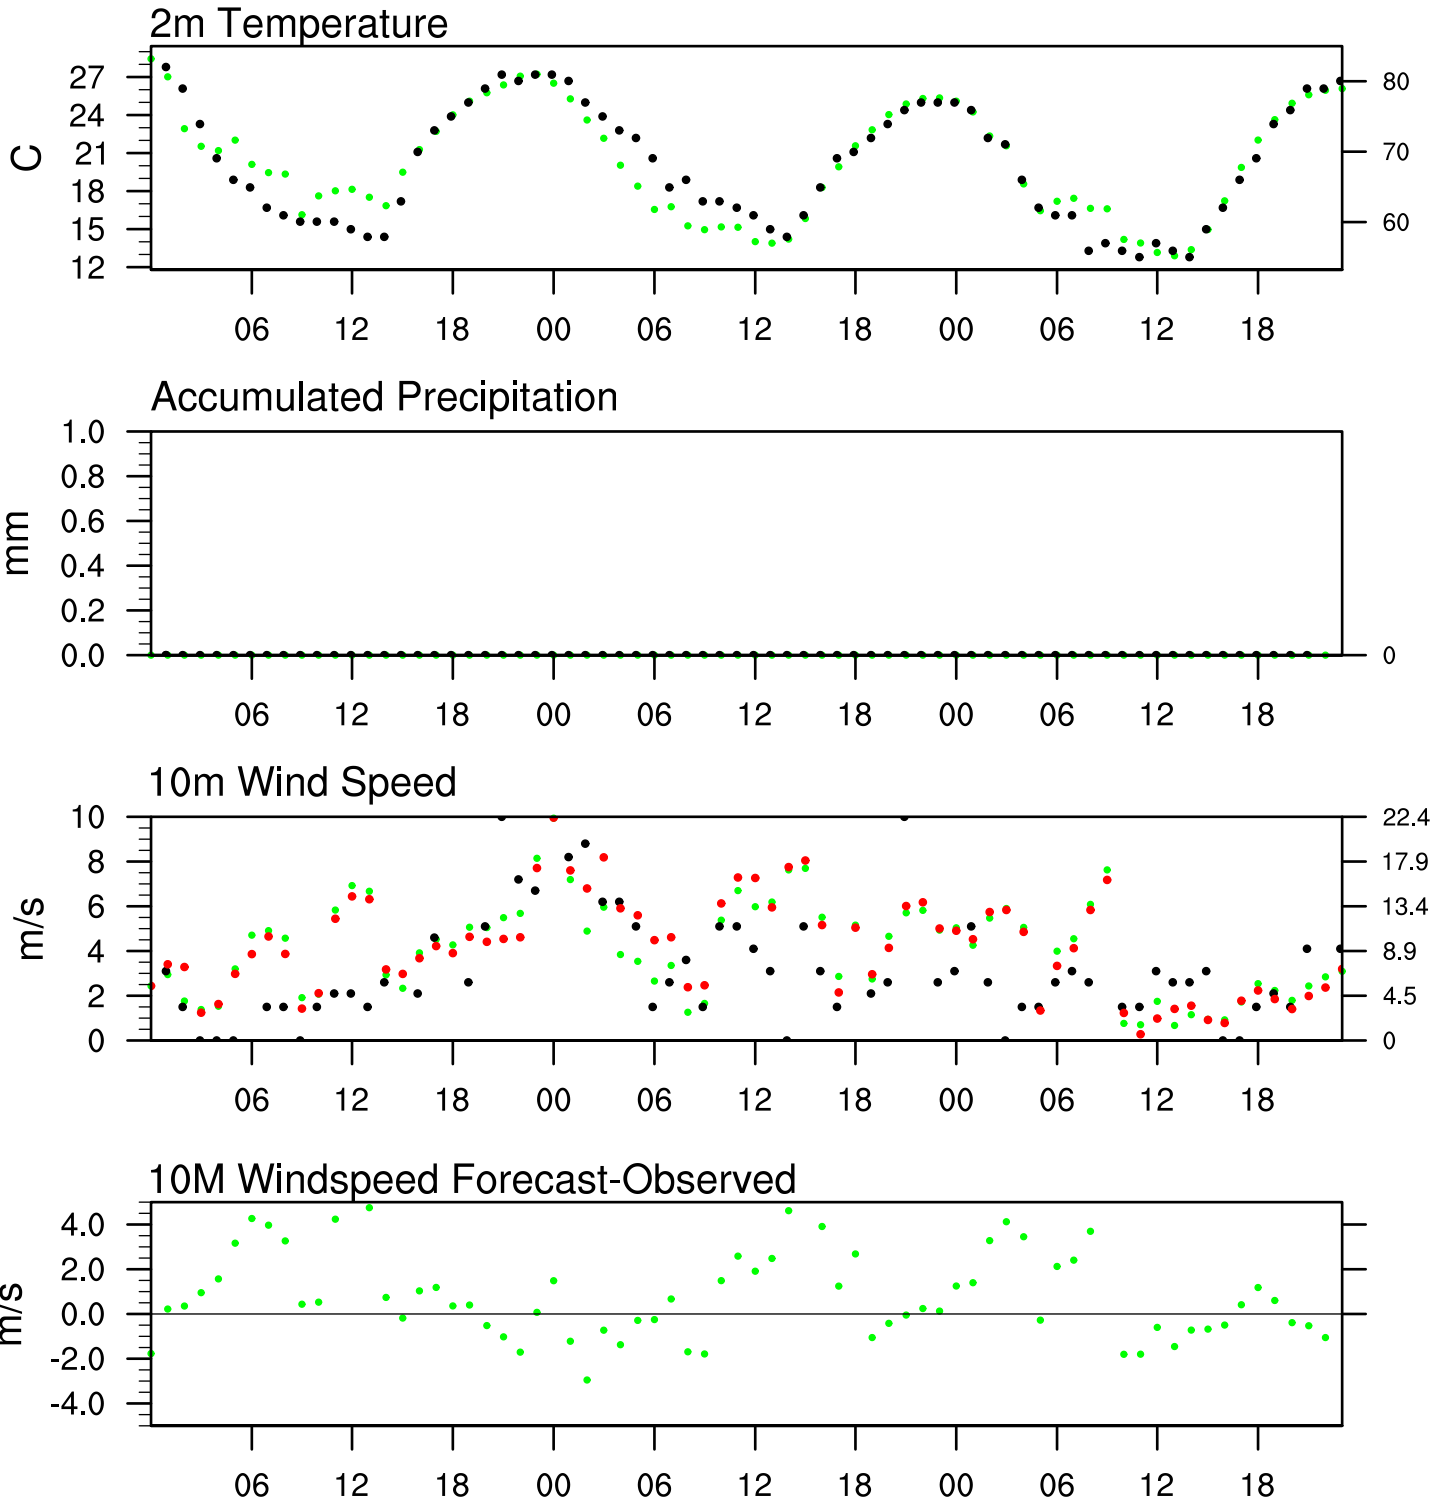 2m Temperature
27
24
21
18
15
12
C
80
70
60
06 12 18 00 06 12 18 00 06 12 18
Accumulated Precipitation
1.0
0.8
0.6
0.4
0.2
0.0
mm
0
06 12 18 00 06 12 18 00 06 12 18
10m Wind Speed
10
8
6
4
2
0
m/s
22.4
17.9
13.4
8.9
4.5
0
06 12 18 00 06 12 18 00 06 12 18
10M Windspeed Forecast-Observed
4.0
2.0
0.0
-2.0
-4.0
m/s
06 12 18 00 06 12 18 00 06 12 18